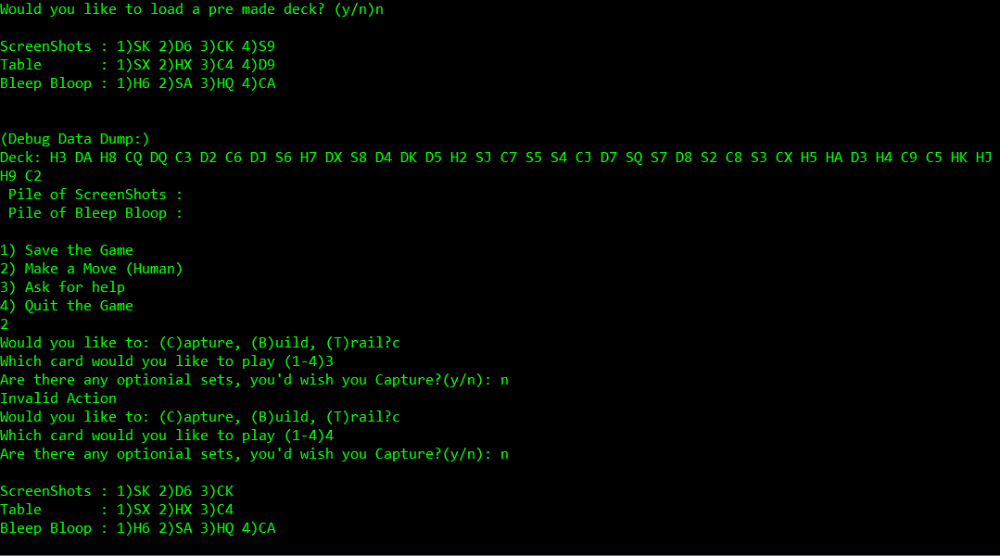 Would you like to load a pre made deck? (y/n)n
ScreenShots : 1)SK 2)D6 3)CK 4)S9
Table       : 1)SX 2)HX 3)C4 4)D9
Bleep Bloop : 1)H6 2)SA 3)HQ 4)CA
(Debug Data Dump:)
Deck: H3 DA H8 CQ DQ C3 D2 C6 DJ S6 H7 DX S8 D4 DK D5 H2 SJ C7 S5 S4 CJ D7 SQ S7 D8 S2 C8 S3 CX H5 HA D3 H4 C9 C5 HK HJ
H9 C2
 Pile of ScreenShots :
 Pile of Bleep Bloop :
1) Save the Game
2) Make a Move (Human)
3) Ask for help
4) Quit the Game
2
Would you like to: (C)apture, (B)uild, (T)rail?c
Which card would you like to play (1-4)3
Are there any optionial sets, you'd wish you Capture?(y/n): n
Invalid Action
Would you like to: (C)apture, (B)uild, (T)rail?c
Which card would you like to play (1-4)4
Are there any optionial sets, you'd wish you Capture?(y/n): n
ScreenShots : 1)SK 2)D6 3)CK
Table       : 1)SX 2)HX 3)C4
Bleep Bloop : 1)H6 2)SA 3)HQ 4)CA